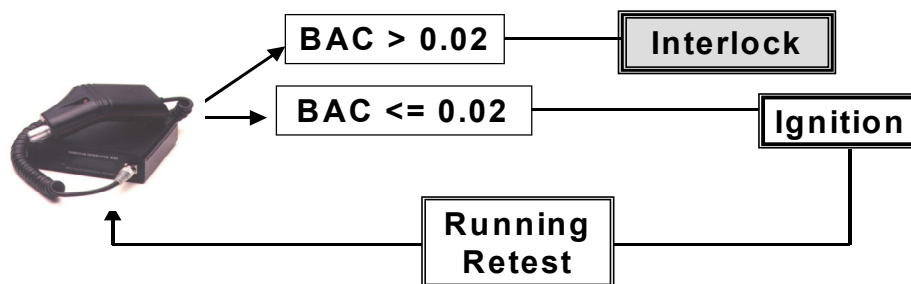 BAC > 0.02
Interlock
BAC <= 0.02
Ignition
Running
Retest